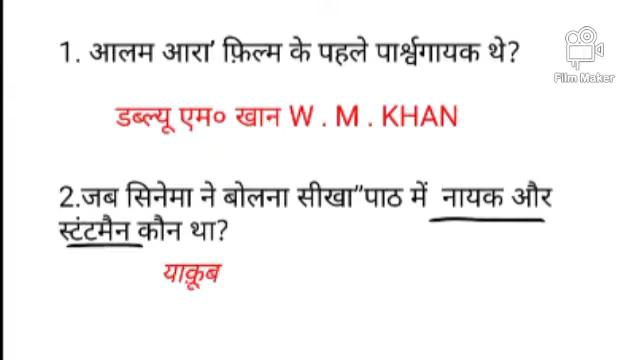 1. आलम आरा’ फ़िल्म के पहले पार्श्वगायक थे?
Film Maker
डब्ल्यू एम० खान W . M . KHAN
2.जब सिनेमा ने बोलना सीखा”पाठ में नायक और
स्टंटमैन कौन था?
याक़ूब